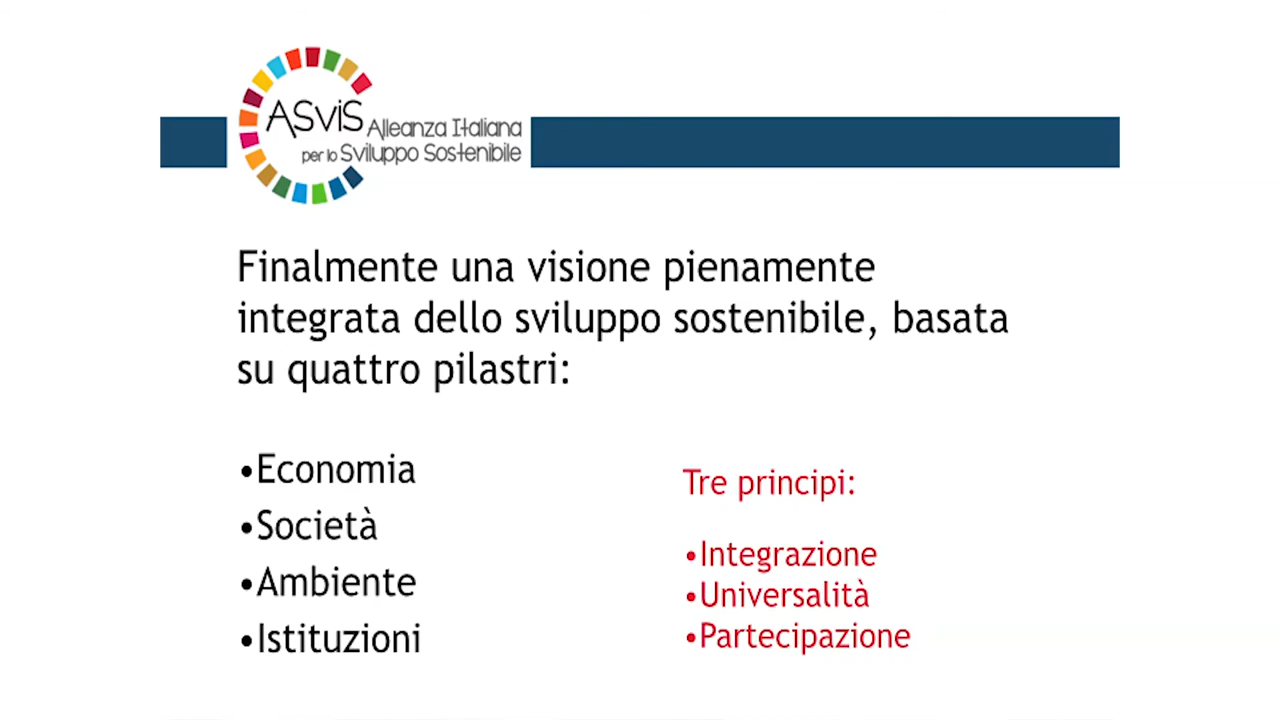 ASviS Alleanza Italiana
per lo Sviluppo Sostenibile
Finalmente una visione pienamente
integrata dello sviluppo sostenibile, basata
su quattro pilastri:
•Economia
•Società
•Ambiente
•Istituzioni
Tre principi:
•Integrazione
•Universalità
•Partecipazione